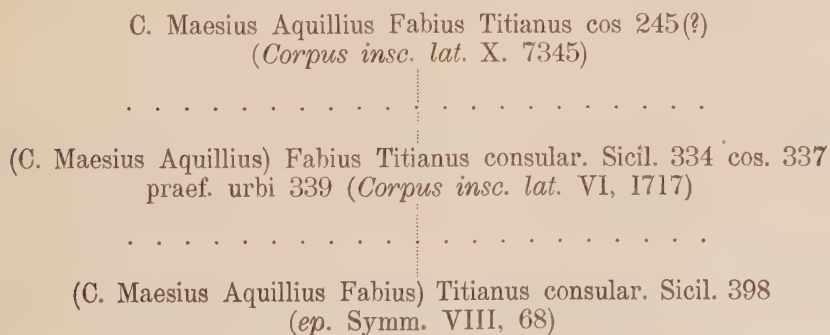 C. Maesius Aquillius Fabius Titianus cos 245(?)
(Corpus insc. lat. X. 7345)
. . . . . . . . . . . . . . . . . . . . .
(C. Maesius Aquillius) Fabius Titianus consular. Sicil. 334 cos. 337
praef. urbi 339 (Corpus insc. lat. VI, 1717)
. . . . . . . . . . . . . . . . . . . . .
(C. Maesius Aquillius Fabius) Titianus consular. Sicil. 398
(ep. Symm. VIII, 68)